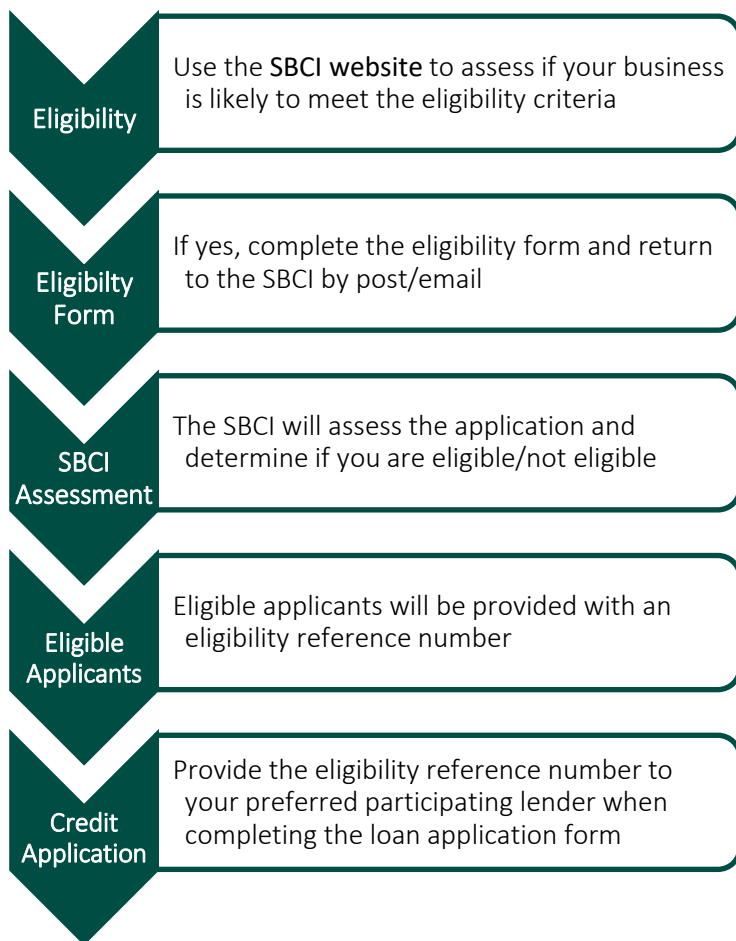 Eligibility
Use the SBCI website to assess if your business
is likely to meet the eligibility criteria
Eligibilty
Form
If yes, complete the eligibility form and return
to the SBCI by post/email
SBCI
Assessment
The SBCI will assess the application and
determine if you are eligible/not eligible
Eligible
Applicants
Eligible applicants will be provided with an
eligibility reference number
Credit
Application
Provide the eligibility reference number to
your preferred participating lender when
completing the loan application form